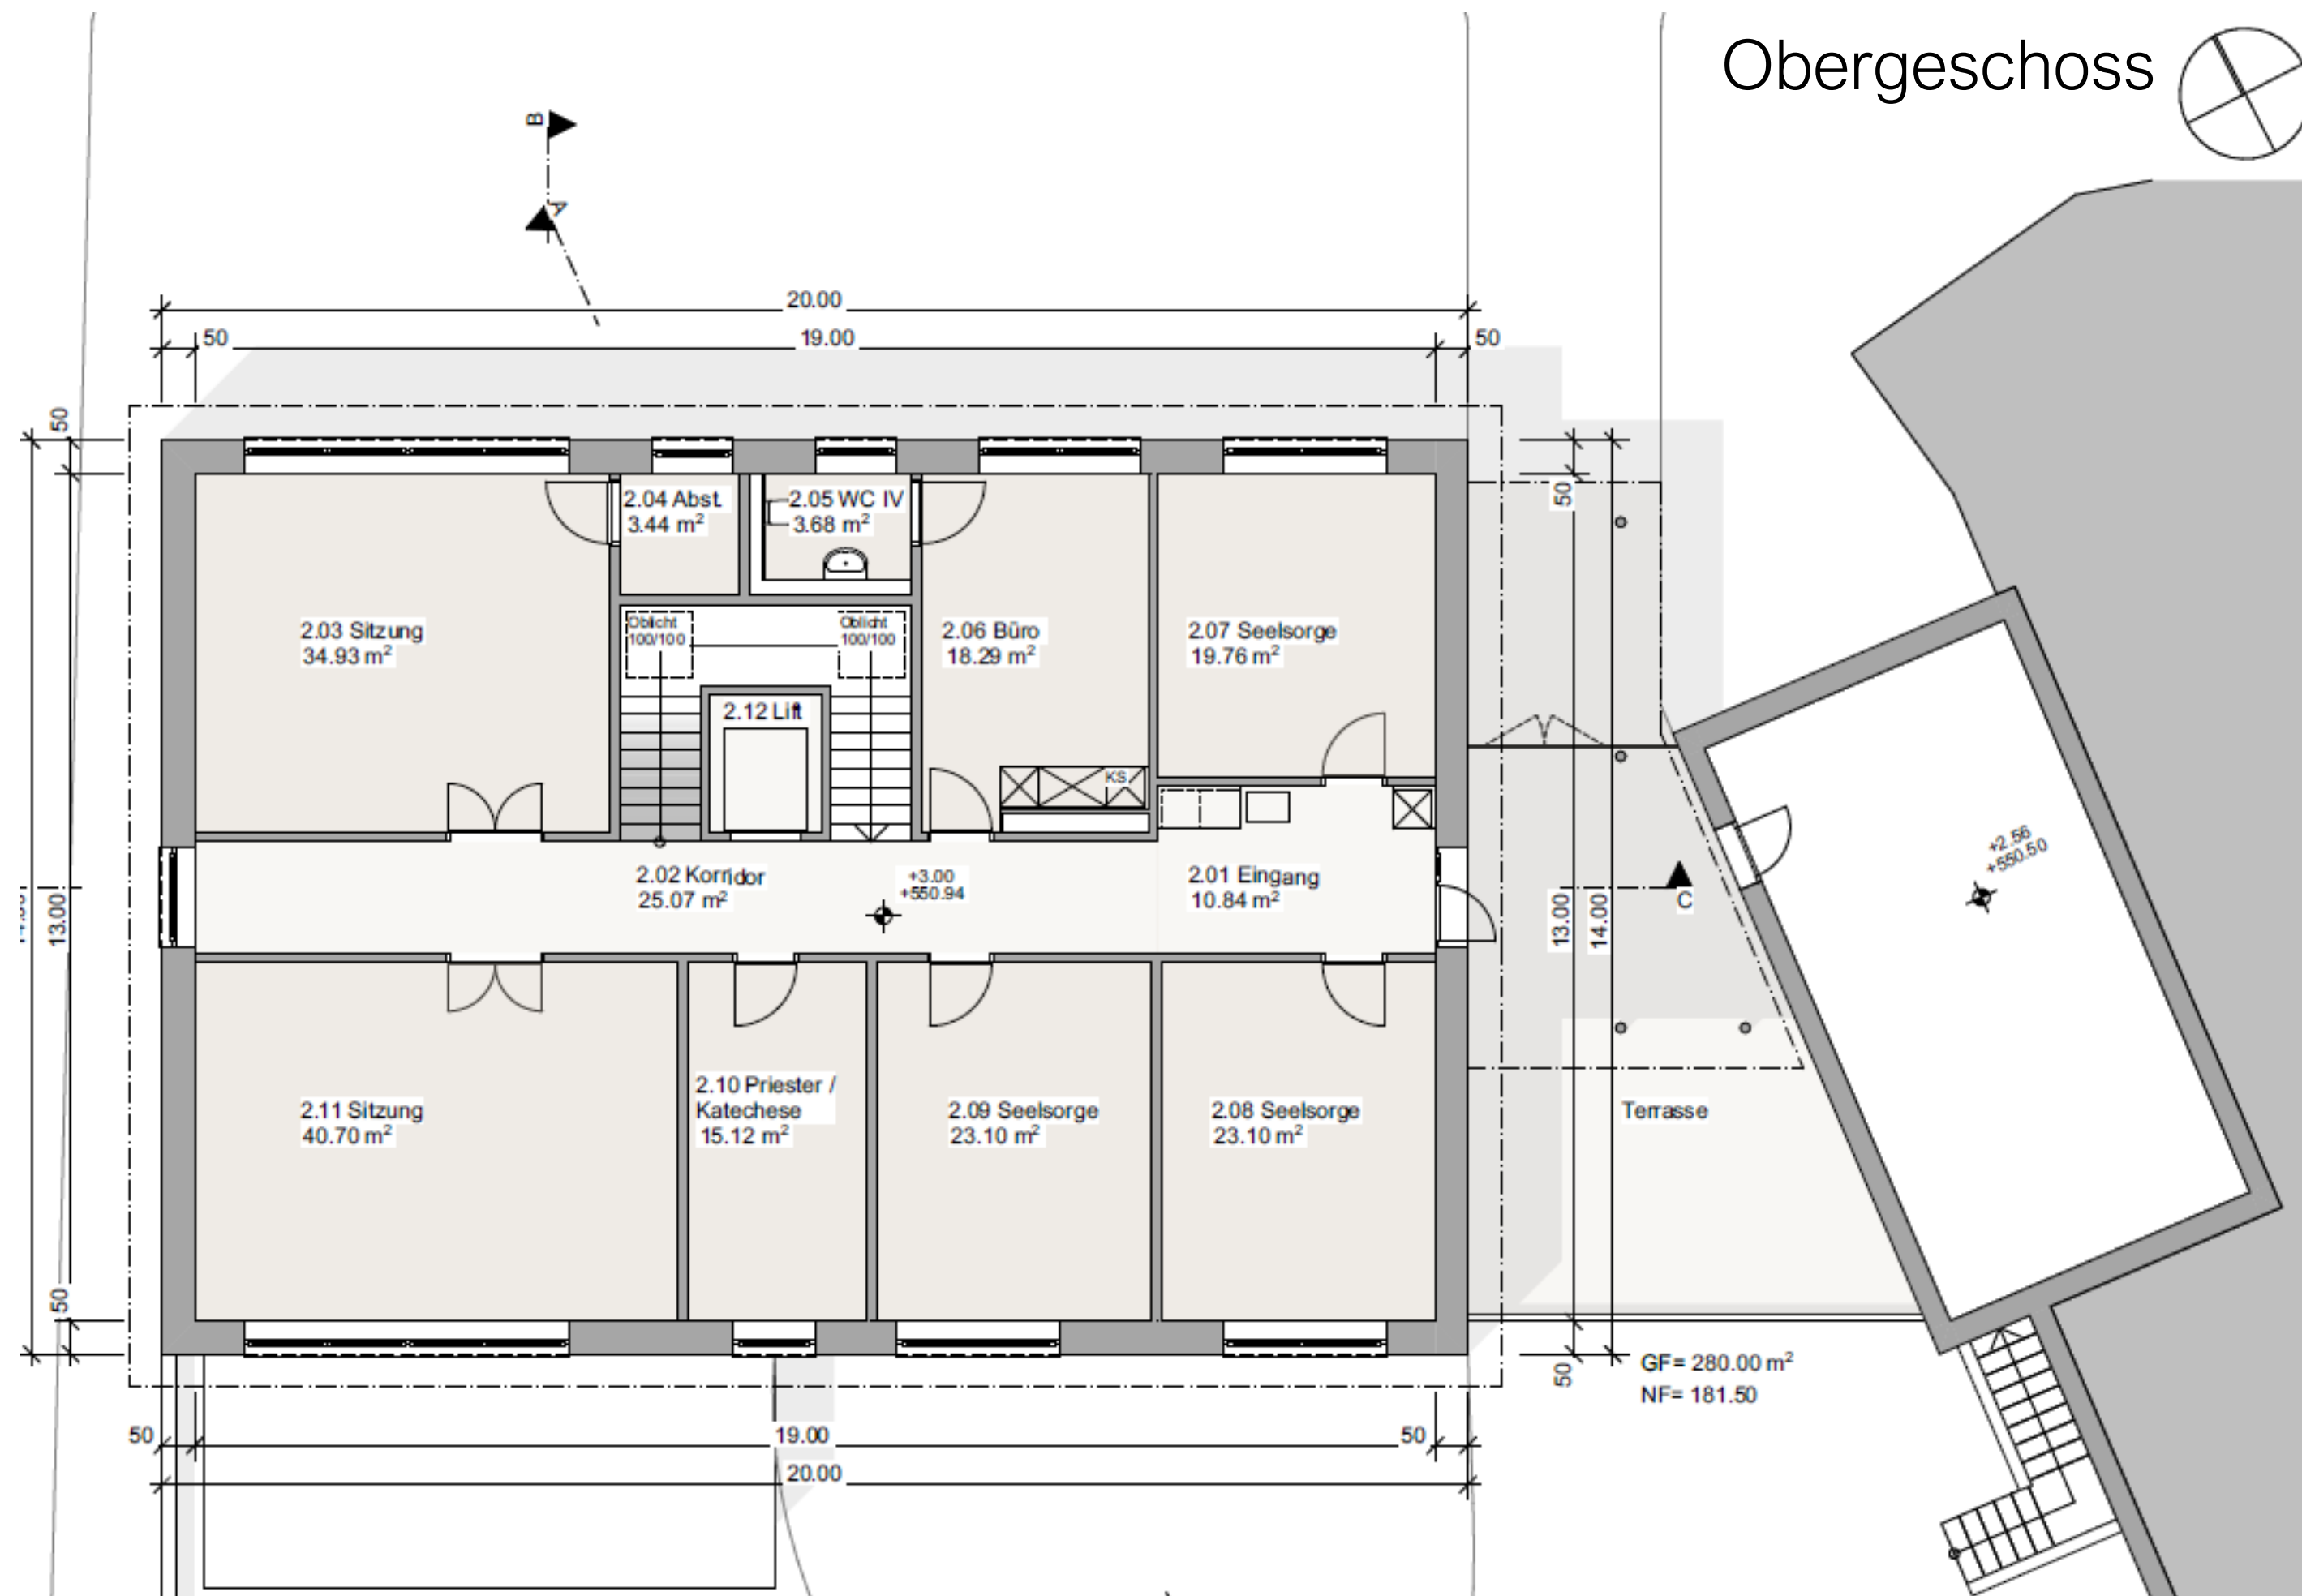 Obergeschoss
B
A
20.00
50
19.00
50
50
2.04 Abst.
3.44 m²
2.05 WC IV
3.68 m²
50
2.03 Sitzung
34.93 m²
Oblicht
100/100
Oblicht
100/100
2.06 Büro
18.29 m²
2.07 Seelsorge
19.76 m²
2.12 Lift
KS
2.02 Korridor
25.07 m²
+3.00
+550.94
2.01 Eingang
10.84 m²
C
+2.56
+550.50
13.00
13.00
14.00
2.11 Sitzung
40.70 m²
2.10 Priester /
Katechese
15.12 m²
2.09 Seelsorge
23.10 m²
2.08 Seelsorge
23.10 m²
Terrasse
50
50
GF= 280.00 m²
NF= 181.50
50
19.00
50
20.00